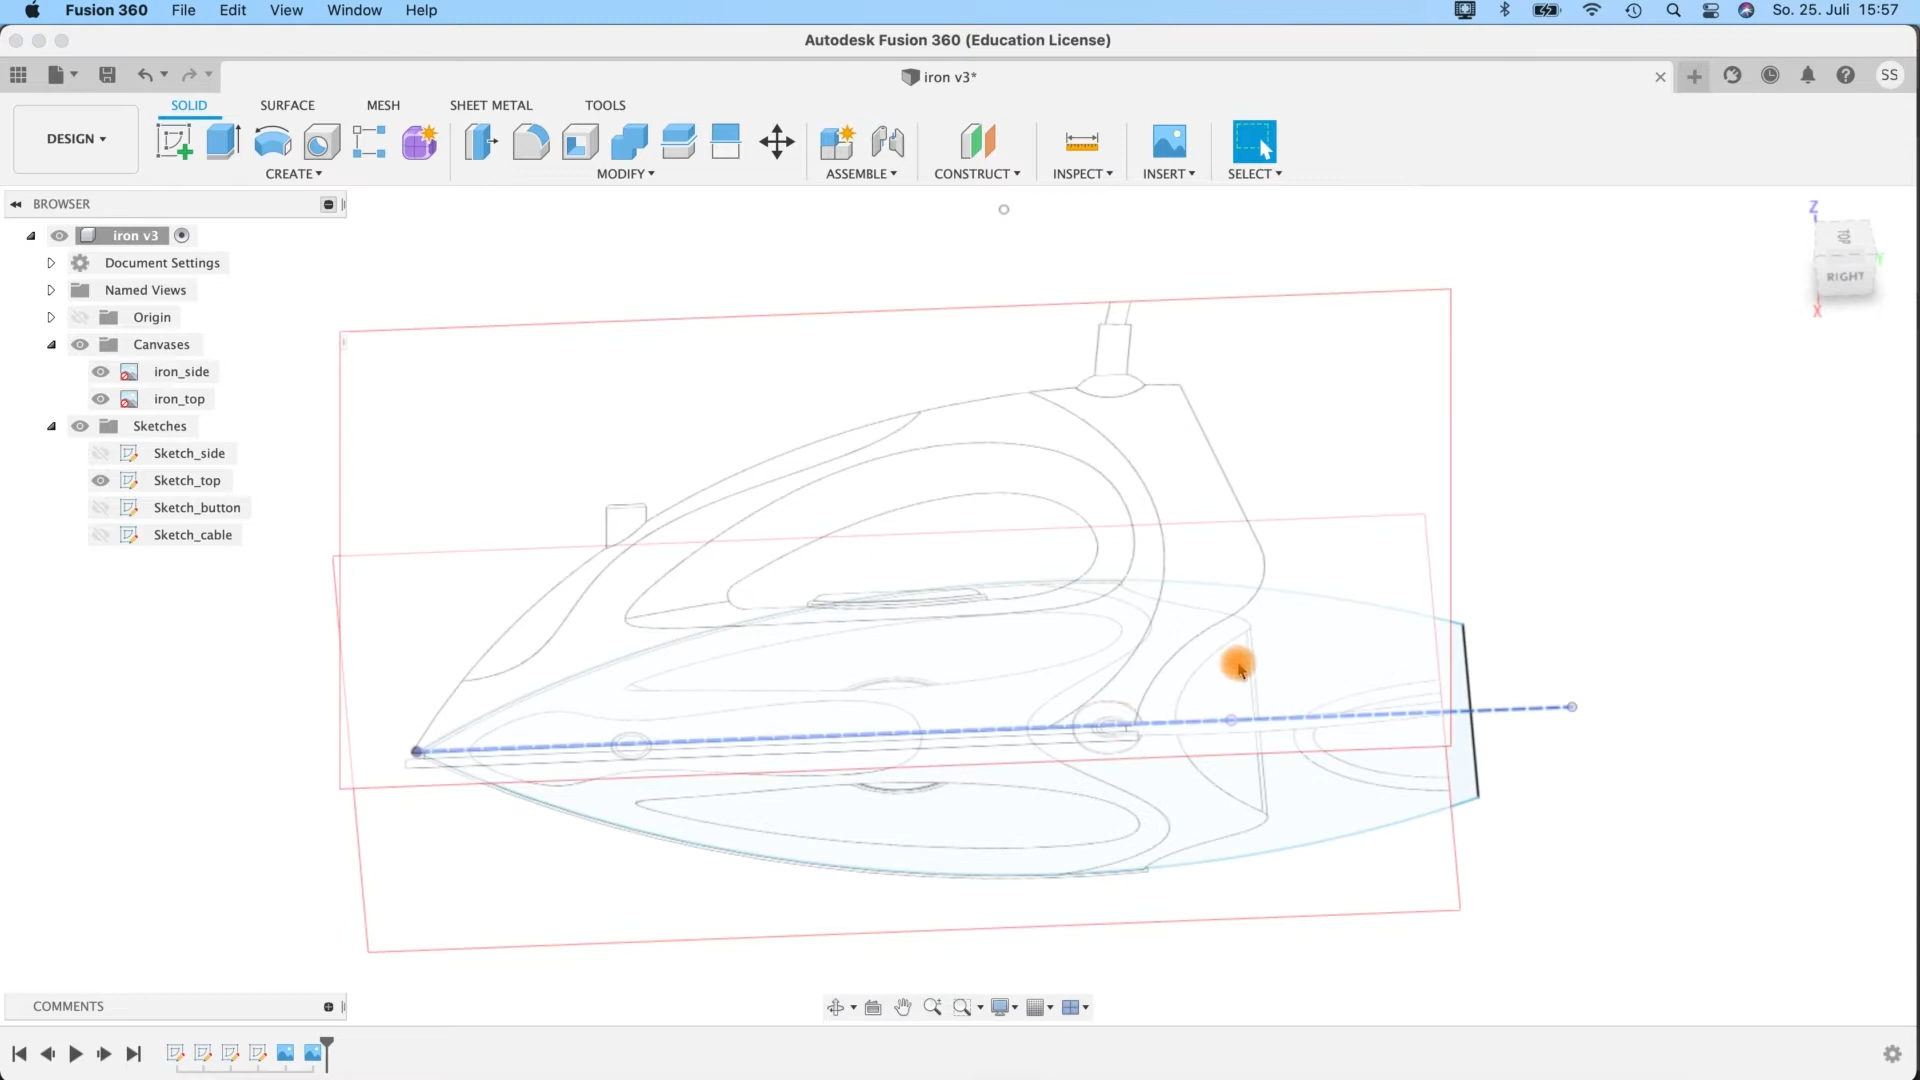 Fusion 360 File Edit View Window Help So. 25. Juli 15:57
Autodesk Fusion 360 (Education License)
iron v3* SS
SOLID SURFACE MESH SHEET METAL TOOLS
DESIGN
CREATE MODIFY ASSEMBLE CONSTRUCT INSPECT INSERT SELECT
BROWSER
iron v3
Document Settings
Named Views
Origin
Canvases
iron_side
iron_top
Sketches
Sketch_side
Sketch_top
Sketch_button
Sketch_cable
Z
TOP
Y
RIGHT
X
COMMENTS